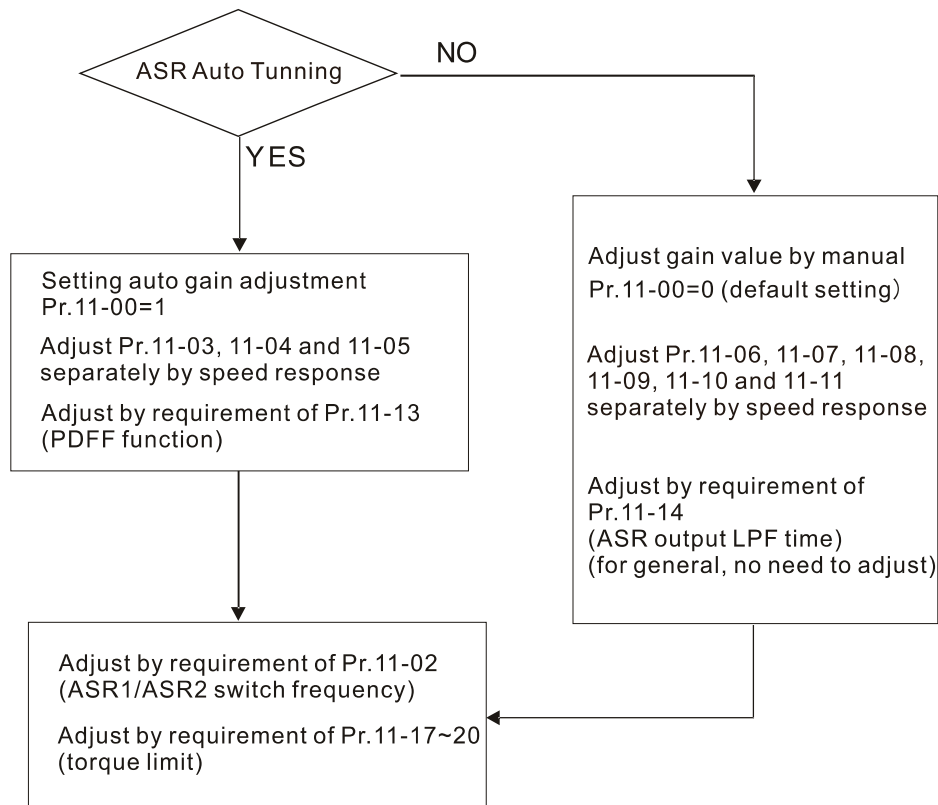 ASR Auto Tunning
NO
YES
Setting auto gain adjustment
Pr.11-00=1
Adjust Pr.11-03, 11-04 and 11-05
separately by speed response
Adjust by requirement of Pr.11-13
(PDFF function)
Adjust gain value by manual
Pr.11-00=0 (default setting)
Adjust Pr.11-06, 11-07, 11-08,
11-09, 11-10 and 11-11
separately by speed response
Adjust by requirement of
Pr.11-14
(ASR output LPF time)
(for general, no need to adjust)
Adjust by requirement of Pr.11-02
(ASR1/ASR2 switch frequency)
Adjust by requirement of Pr.11-17~20
(torque limit)